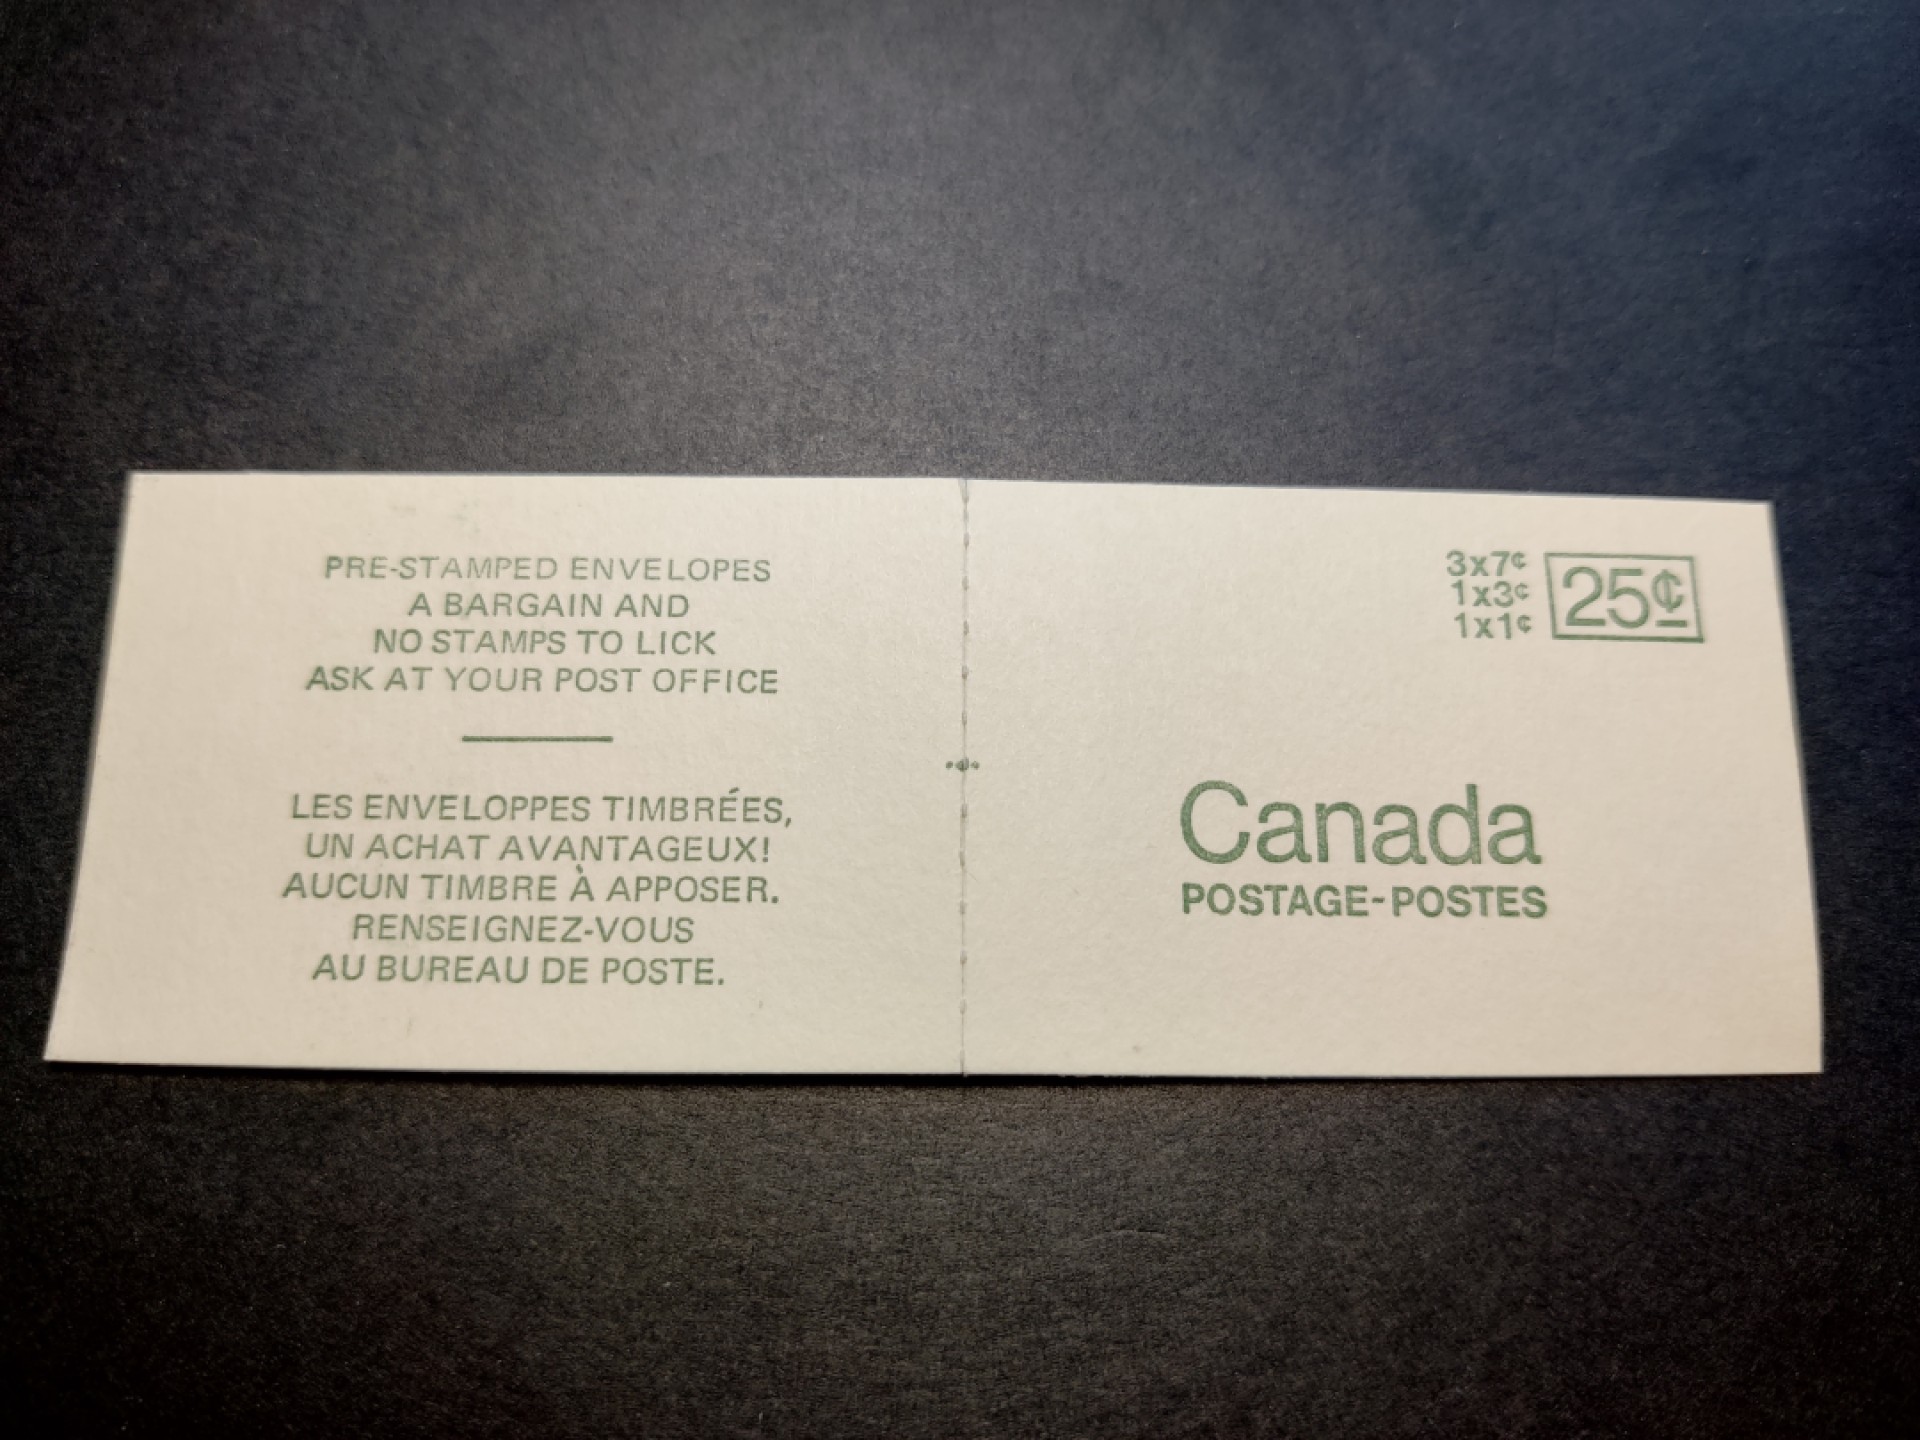 PRE-STAMPED ENVELOPES
A BARGAIN AND
NO STAMPS TO LICK
ASK AT YOUR POST OFFICE
LES ENVELOPPES TIMBRÉES,
UN ACHAT AVANTAGEUX!
AUCUN TIMBRE À APPOSER.
RENSEIGNEZ-VOUS
AU BUREAU DE POSTE.
3x7¢
1x3¢
1x1¢
25¢
Canada
POSTAGE-POSTES